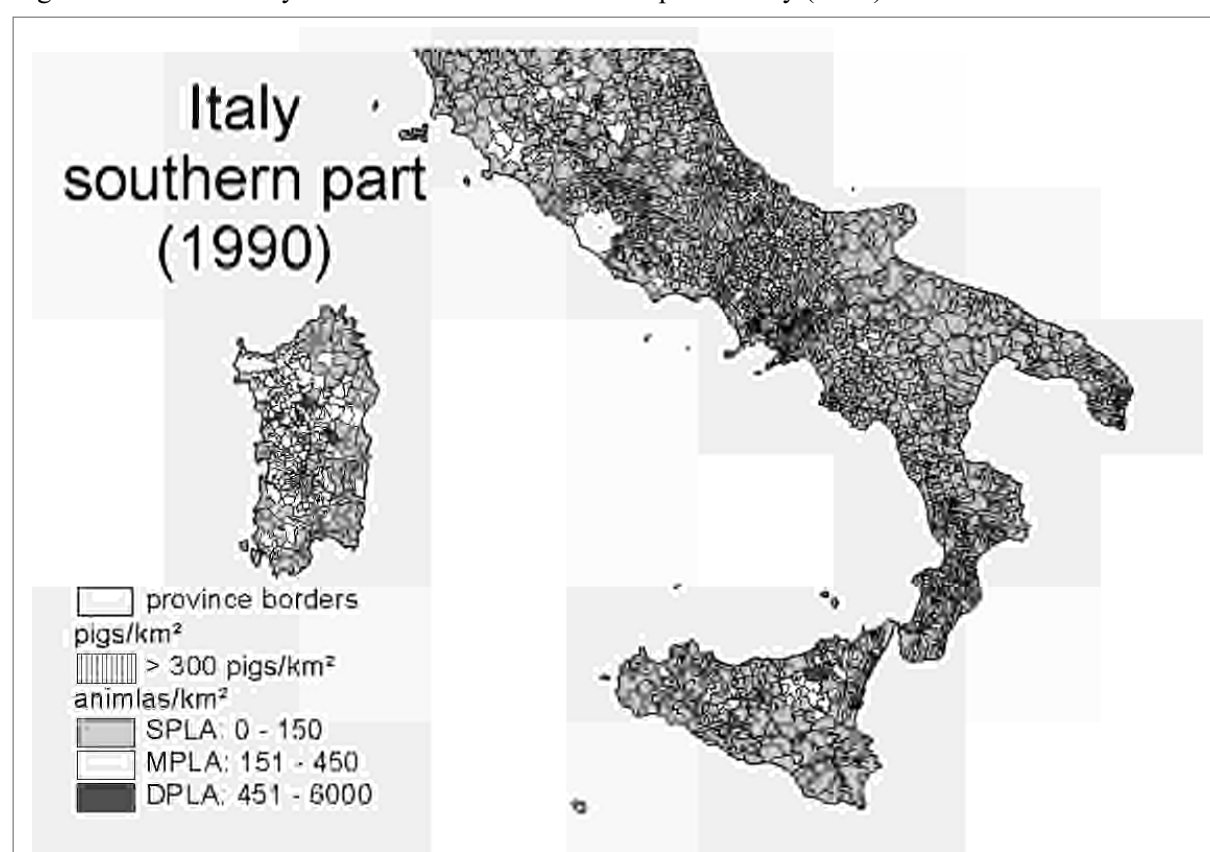 Italy
southern part
(1990)
province borders
pigs/km²
> 300 pigs/km²
animlas/km²
SPLA: 0 - 150
MPLA: 151 - 450
DPLA: 451 - 6000